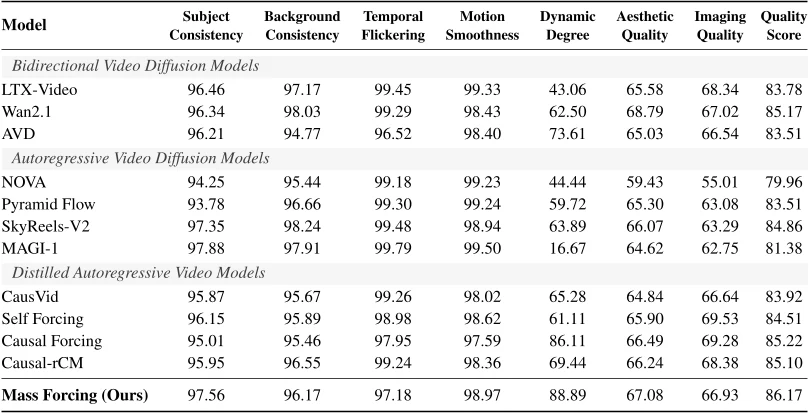 Model Subject Consistency Background Consistency Temporal Flickering Motion Smoothness Dynamic Degree Aesthetic Quality Imaging Quality Quality Score
Bidirectional Video Diffusion Models
LTX-Video 96.46 97.17 99.45 99.33 43.06 65.58 68.34 83.78
Wan2.1 96.34 98.03 99.29 98.43 62.50 68.79 67.02 85.17
AVD 96.21 94.77 96.52 98.40 73.61 65.03 66.54 83.51
Autoregressive Video Diffusion Models
NOVA 94.25 95.44 99.18 99.23 44.44 59.43 55.01 79.96
Pyramid Flow 93.78 96.66 99.30 99.24 59.72 65.30 63.08 83.51
SkyReels-V2 97.35 98.24 99.48 98.94 63.89 66.07 63.29 84.86
MAGI-1 97.88 97.91 99.79 99.50 16.67 64.62 62.75 81.38
Distilled Autoregressive Video Models
CausVid 95.87 95.67 99.26 98.02 65.28 64.84 66.64 83.92
Self Forcing 96.15 95.89 98.98 98.62 61.11 65.90 69.53 84.51
Causal Forcing 95.01 95.46 97.95 97.59 86.11 66.49 69.28 85.22
Causal-rCM 95.95 96.55 99.24 98.36 69.44 66.24 68.38 85.10
Mass Forcing (Ours) 97.56 96.17 97.18 98.97 88.89 67.08 66.93 86.17